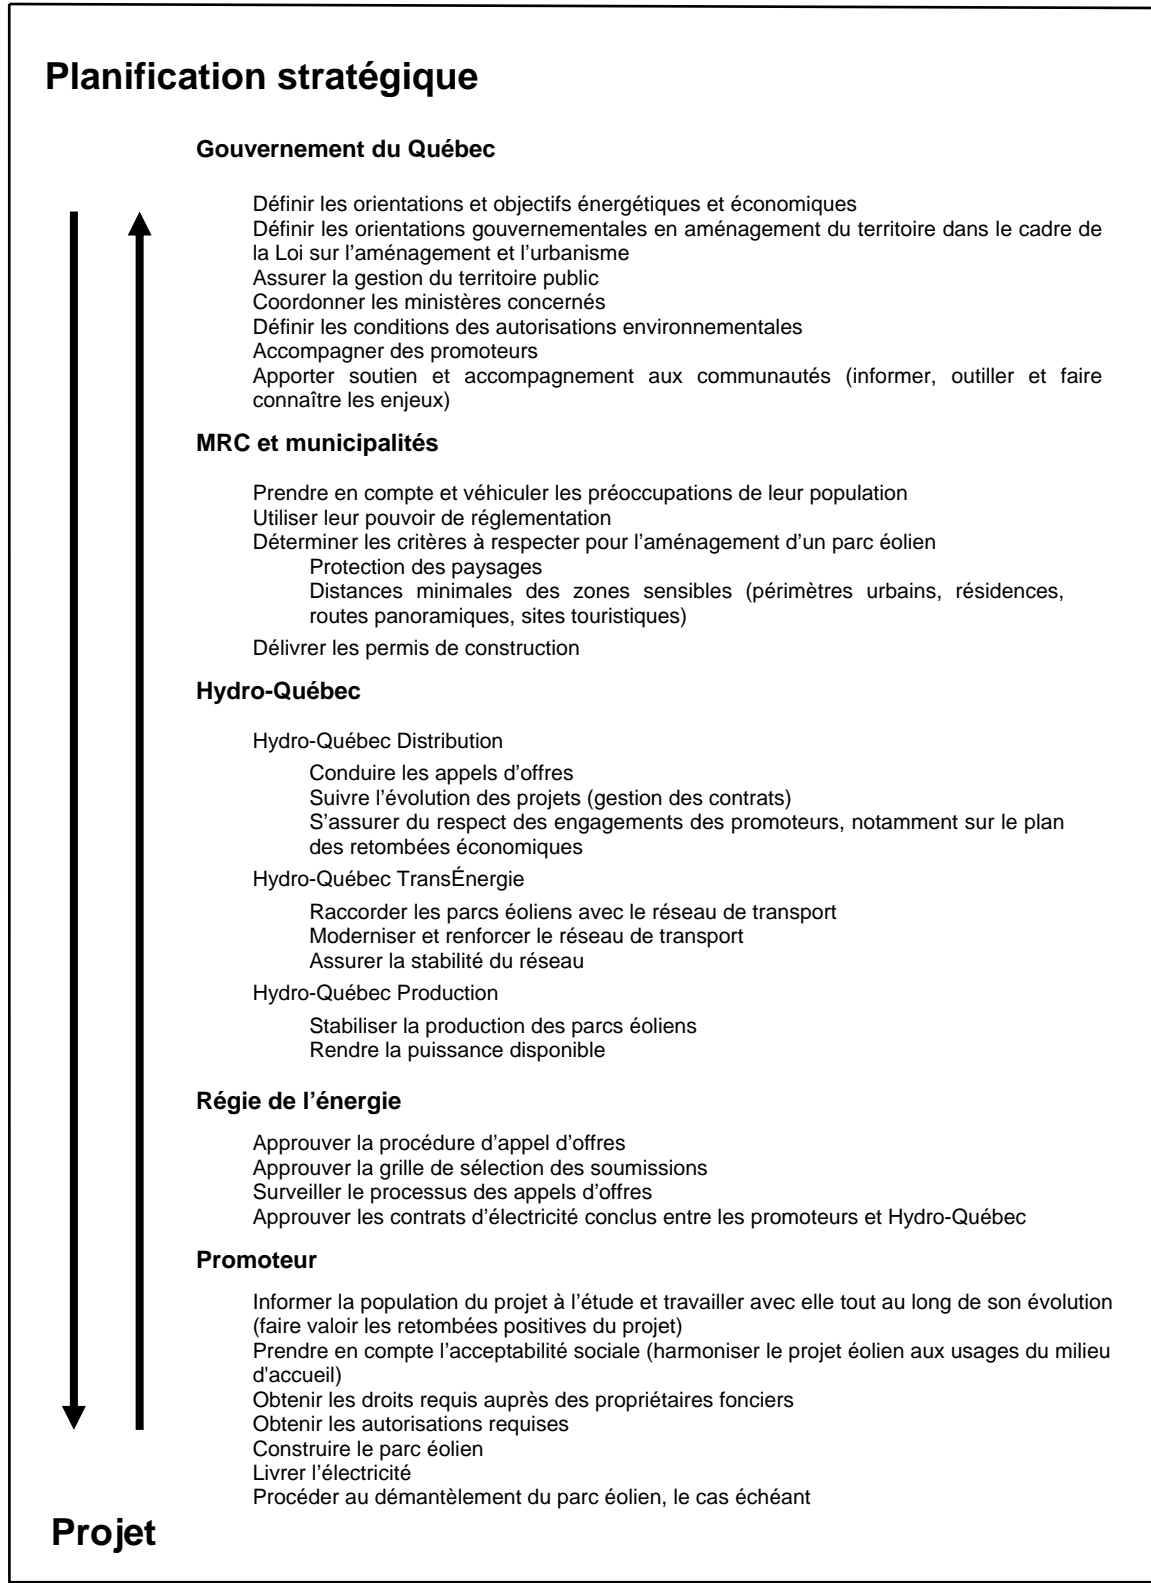 Planification stratégique
Gouvernement du Québec
Définir les orientations et objectifs énergétiques et économiques
Définir les orientations gouvernementales en aménagement du territoire dans le cadre de
la Loi sur l’aménagement et l’urbanisme
Assurer la gestion du territoire public
Coordonner les ministères concernés
Définir les conditions des autorisations environnementales
Accompagner des promoteurs
Apporter soutien et accompagnement aux communautés (informer, outiller et faire
connaître les enjeux)
MRC et municipalités
Prendre en compte et véhiculer les préoccupations de leur population
Utiliser leur pouvoir de réglementation
Déterminer les critères à respecter pour l’aménagement d’un parc éolien
Protection des paysages
Distances minimales des zones sensibles (périmètres urbains, résidences,
routes panoramiques, sites touristiques)
Délivrer les permis de construction
Hydro-Québec
Hydro-Québec Distribution
Conduire les appels d’offres
Suivre l’évolution des projets (gestion des contrats)
S’assurer du respect des engagements des promoteurs, notamment sur le plan
des retombées économiques
Hydro-Québec TransÉnergie
Raccorder les parcs éoliens avec le réseau de transport
Moderniser et renforcer le réseau de transport
Assurer la stabilité du réseau
Hydro-Québec Production
Stabiliser la production des parcs éoliens
Rendre la puissance disponible
Régie de l’énergie
Approuver la procédure d’appel d’offres
Approuver la grille de sélection des soumissions
Surveiller le processus des appels d’offres
Approuver les contrats d’électricité conclus entre les promoteurs et Hydro-Québec
Promoteur
Informer la population du projet à l’étude et travailler avec elle tout au long de son évolution
(faire valoir les retombées positives du projet)
Prendre en compte l’acceptabilité sociale (harmoniser le projet éolien aux usages du milieu
d'accueil)
Obtenir les droits requis auprès des propriétaires fonciers
Obtenir les autorisations requises
Construire le parc éolien
Livrer l’électricité
Procéder au démantèlement du parc éolien, le cas échéant
Projet